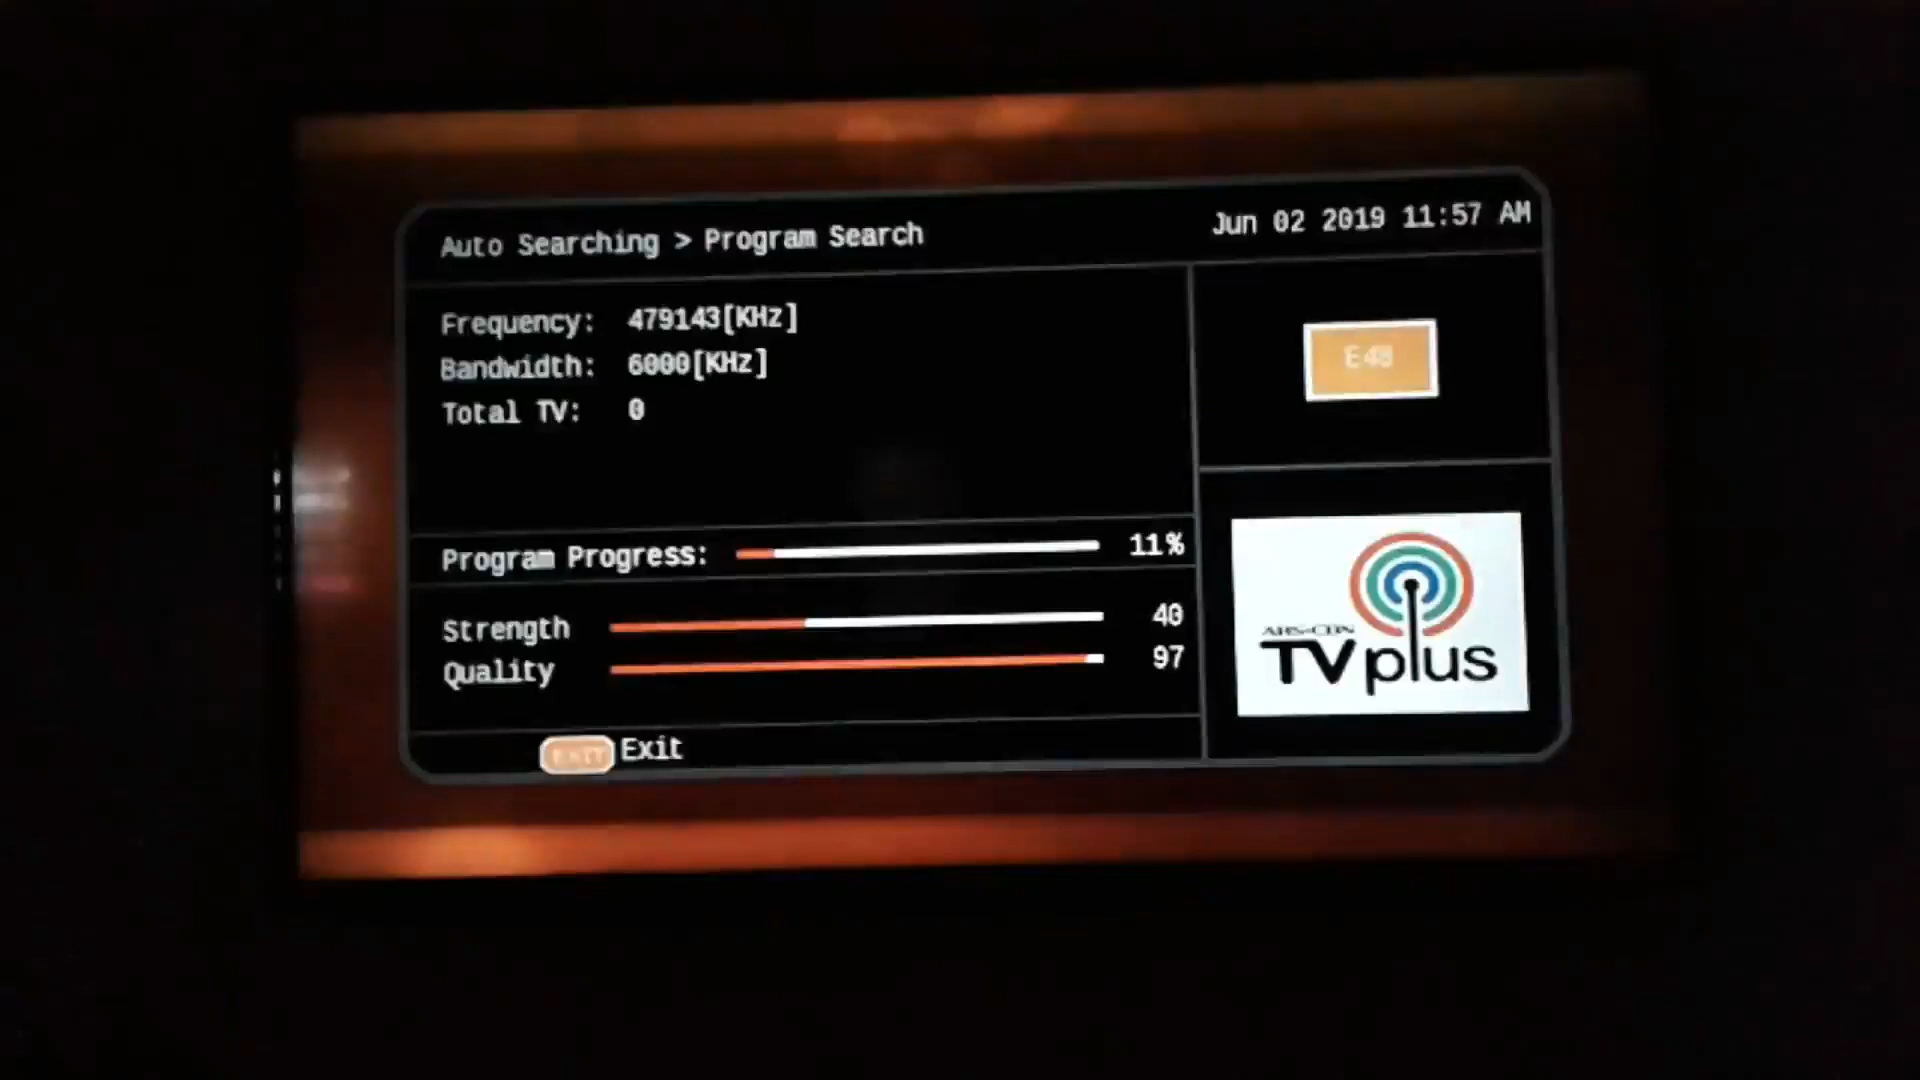 Auto Searching > Program Search
Jun 02 2019 11:57 AM
Frequency: 479143[KHz]
Bandwidth: 6000[KHz]
Total TV: 0
E48
Program Progress: 11%
Strength 40
Quality 97
ABS-CBN
TVplus
EXIT Exit